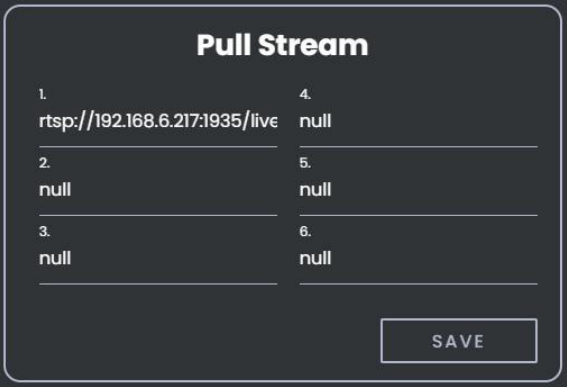 Pull Stream
1.
rtsp://192.168.6.217:1935/live
2.
null
3.
null
4.
null
5.
null
6.
null
SAVE